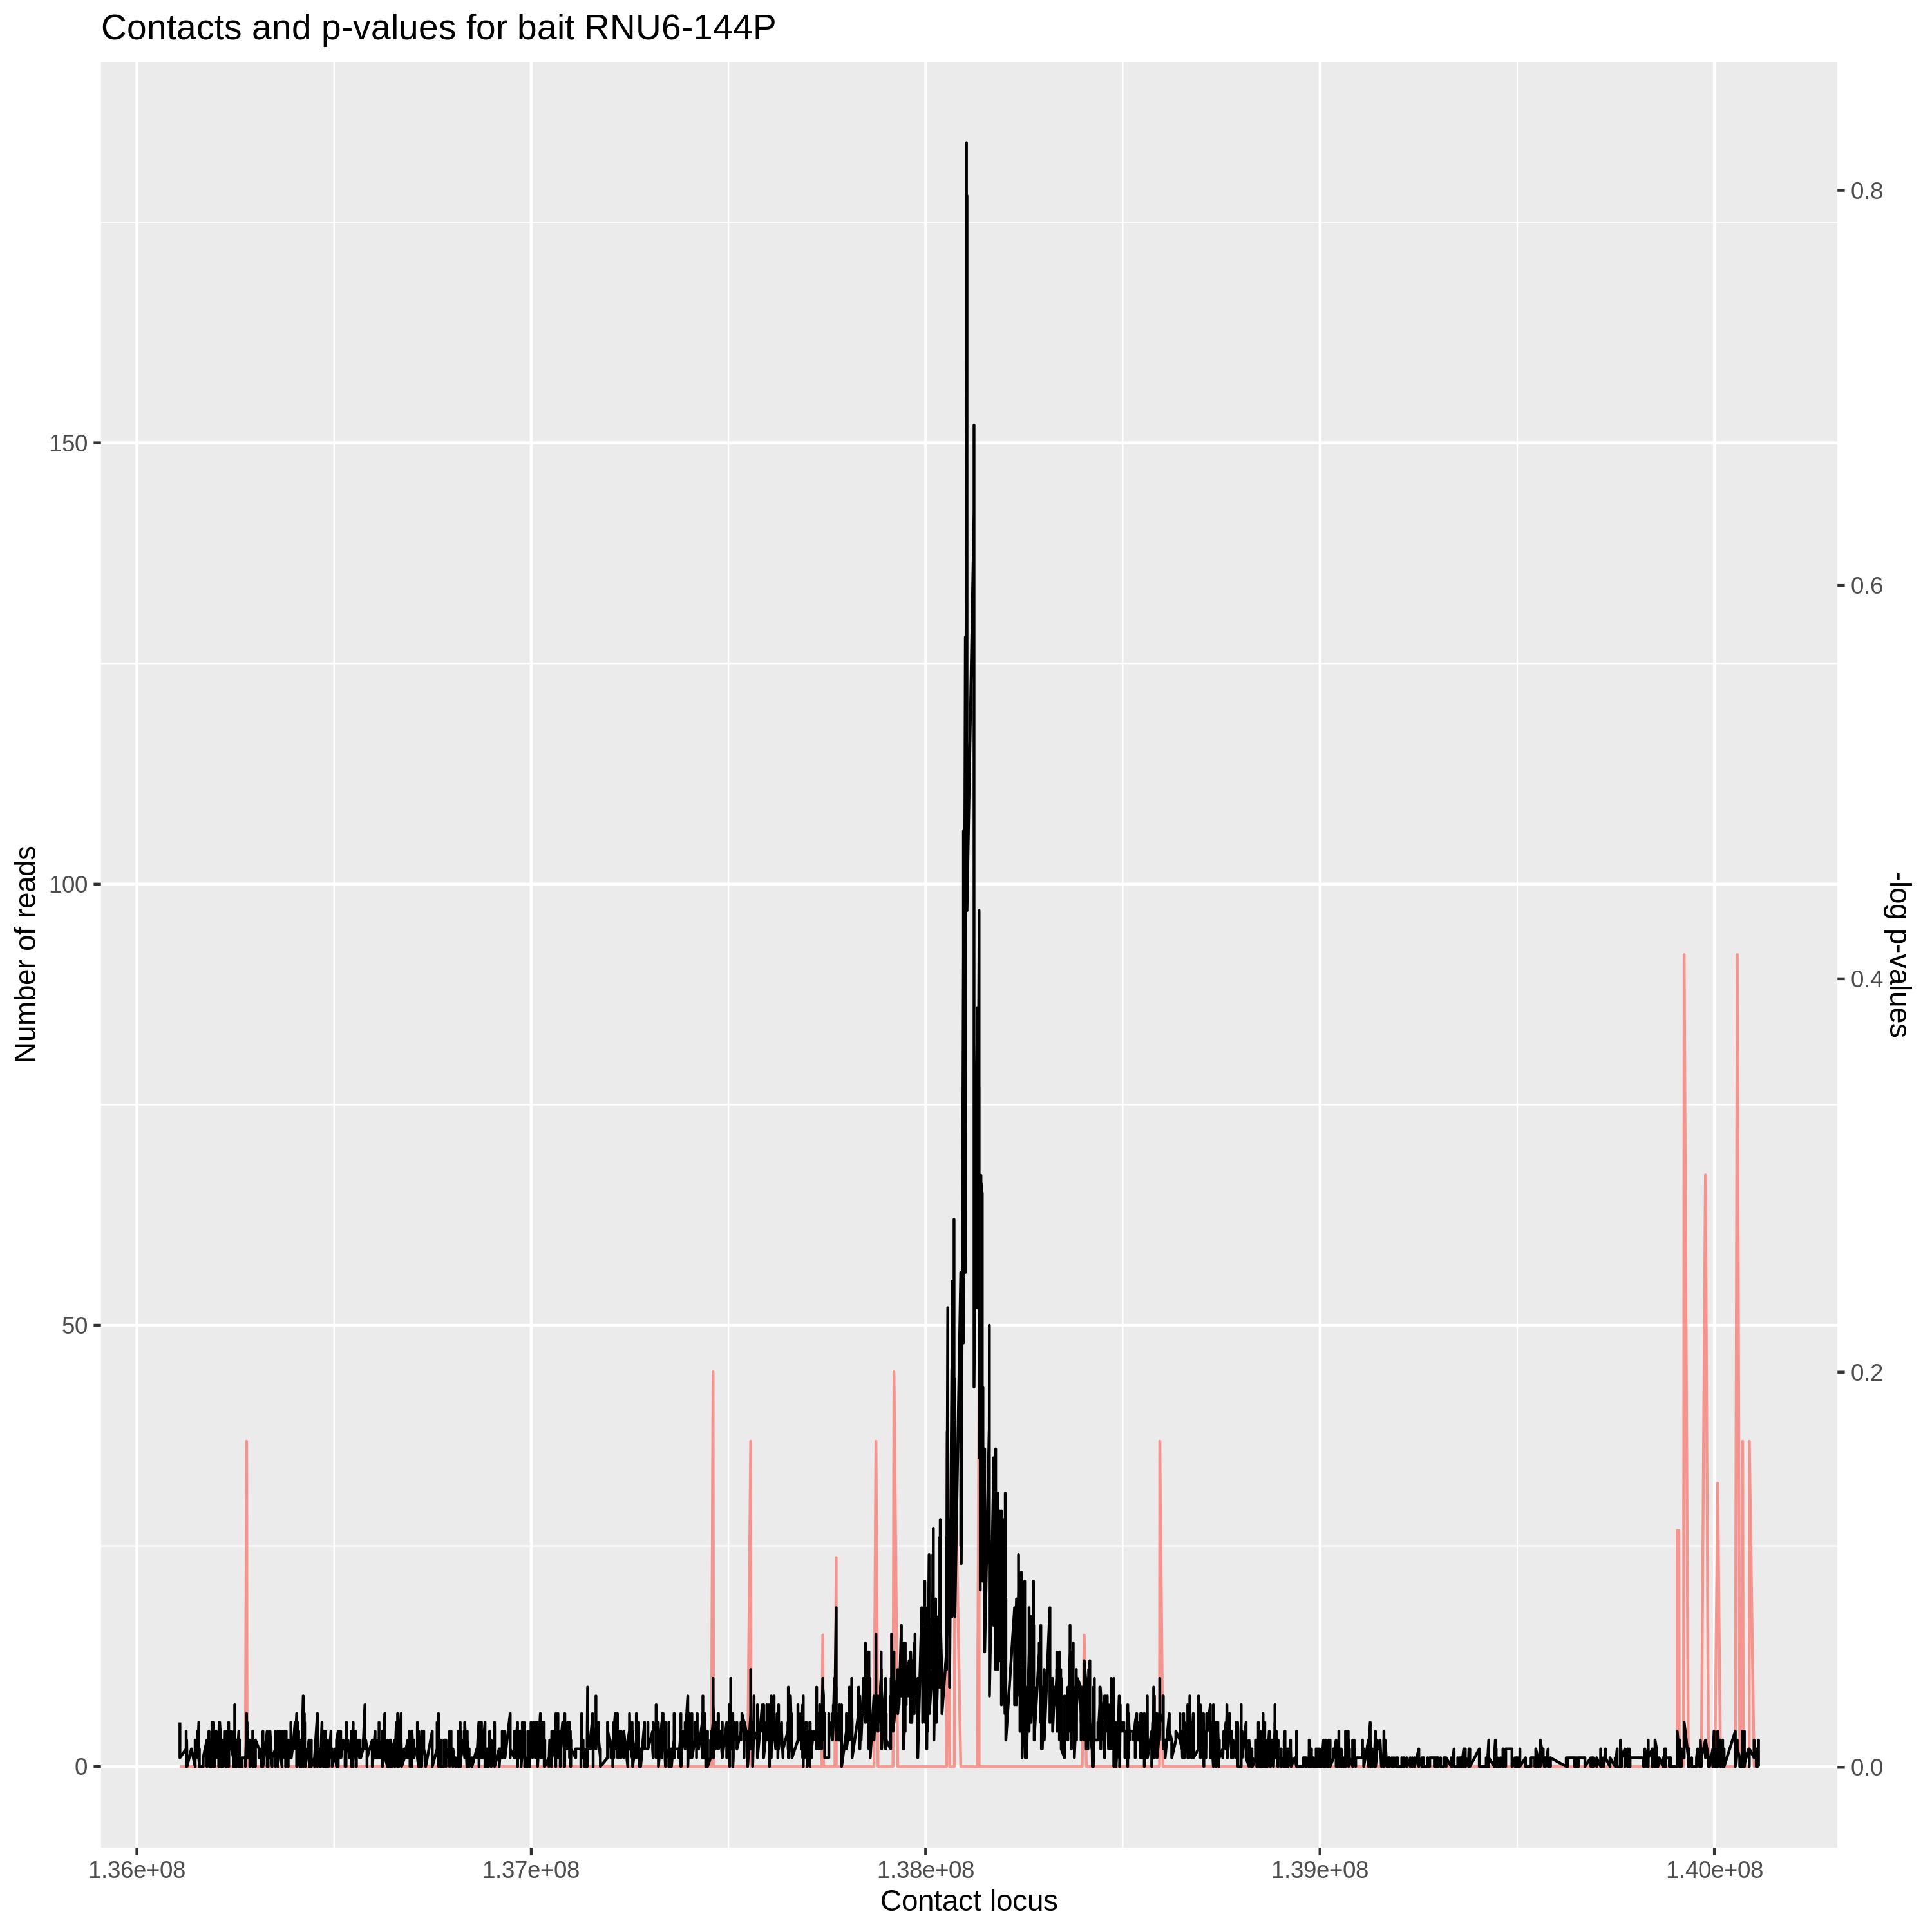 Contacts and p-values for bait RNU6-144P
Number of reads
150
100
50
0
0.8
0.6
0.4
0.2
0.0
-log p-values
1.36e+08 1.37e+08 1.38e+08 1.39e+08 1.40e+08
Contact locus